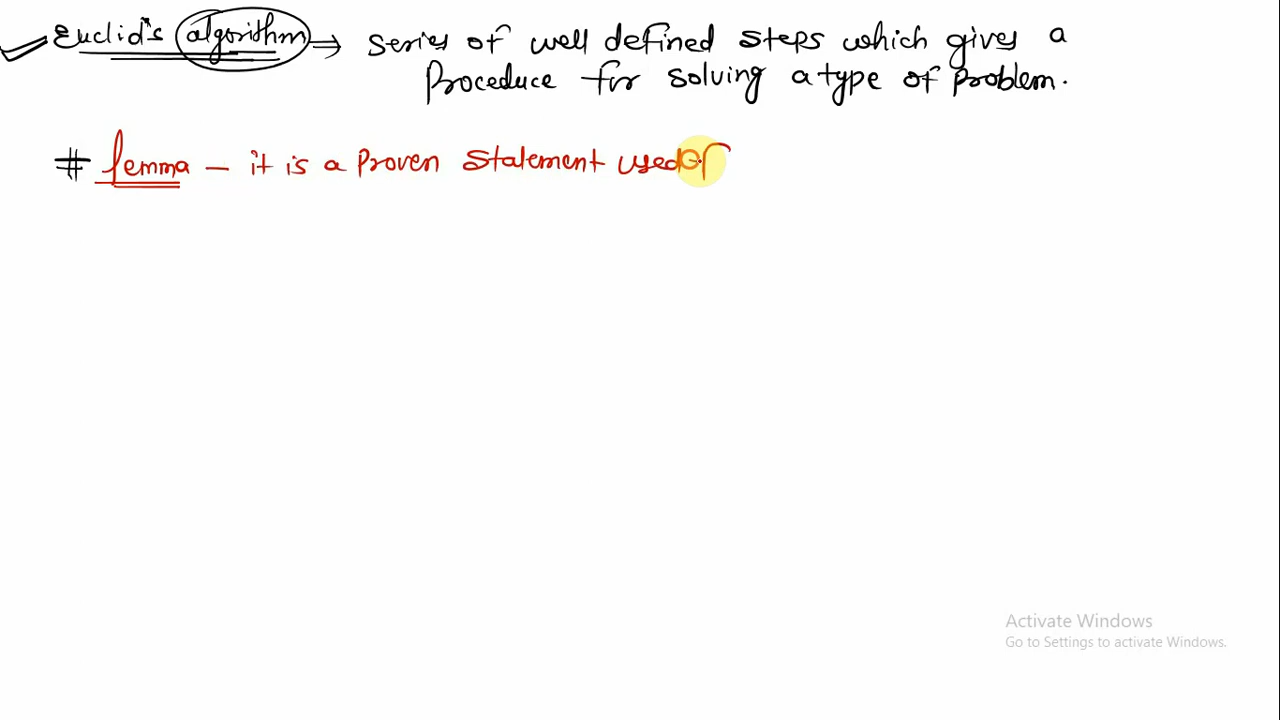 Euclid's algorithm ⇒ series of well defined steps which gives a
Proceduce for solving a type of Problem.
# lemma – it is a Proven statement used
Activate Windows
Go to Settings to activate Windows.